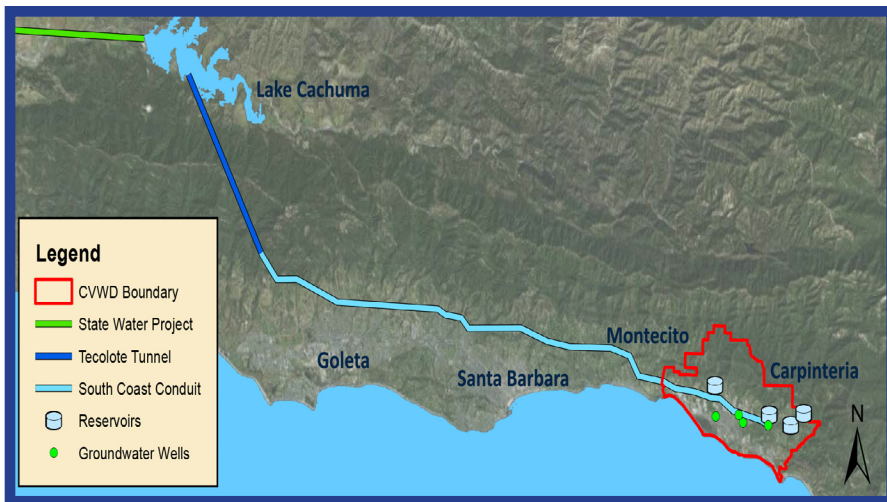 Lake Cachuma
Montecito
Carpinteria
Goleta
Santa Barbara
Legend
CVWD Boundary
State Water Project
Tecolote Tunnel
South Coast Conduit
Reservoirs
Groundwater Wells
N